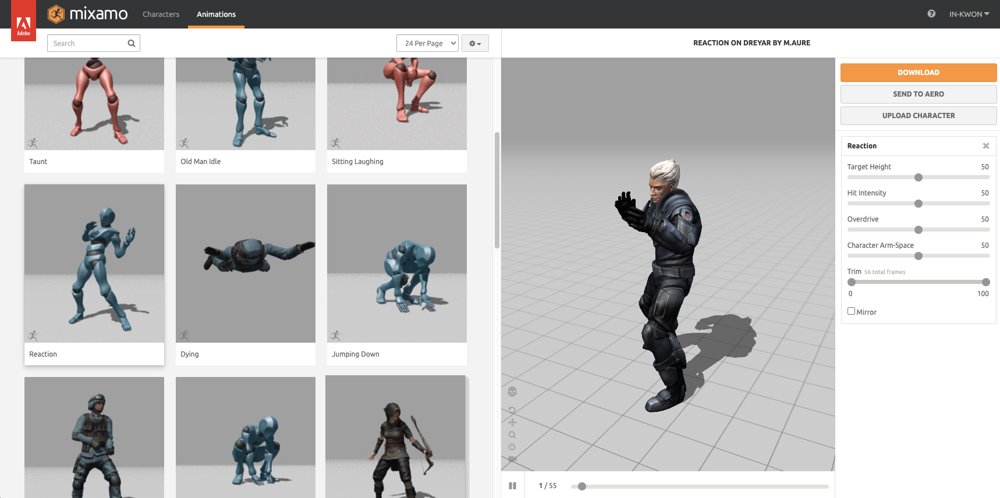 Adobe
mixamo
Characters
Animations
IN-KWON
Search
24 Per Page
REACTION ON DREYAR BY M.AURE
Taunt
Old Man Idle
Sitting Laughing
Reaction
Dying
Jumping Down
1 / 55
DOWNLOAD
SEND TO AERO
UPLOAD CHARACTER
Reaction
Target Height 50
Hit Intensity 50
Overdrive 50
Character Arm-Space 50
Trim 56 total frames
0 100
Mirror